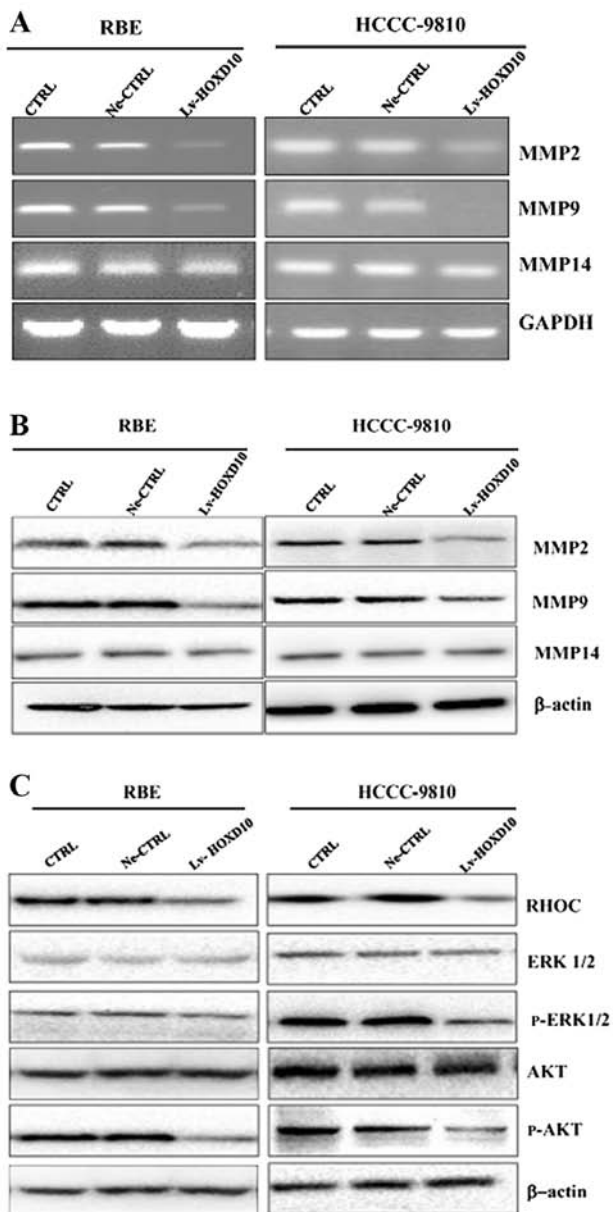 A
RBE
HCCC-9810
CTRL
Ne-CTRL
Lv-HOXD10
CTRL
Ne-CTRL
Lv-HOXD10
MMP2
MMP9
MMP14
GAPDH
B
RBE
HCCC-9810
CTRL
Ne-CTRL
Lv-HOXD10
CTRL
Ne-CTRL
Lv-HOXD10
MMP2
MMP9
MMP14
β-actin
C
RBE
HCCC-9810
CTRL
Ne-CTRL
Lv- HOXD10
CTRL
Ne-CTRL
Lv-HOXD10
RHOC
ERK 1/2
P-ERK1/2
AKT
P-AKT
β-actin